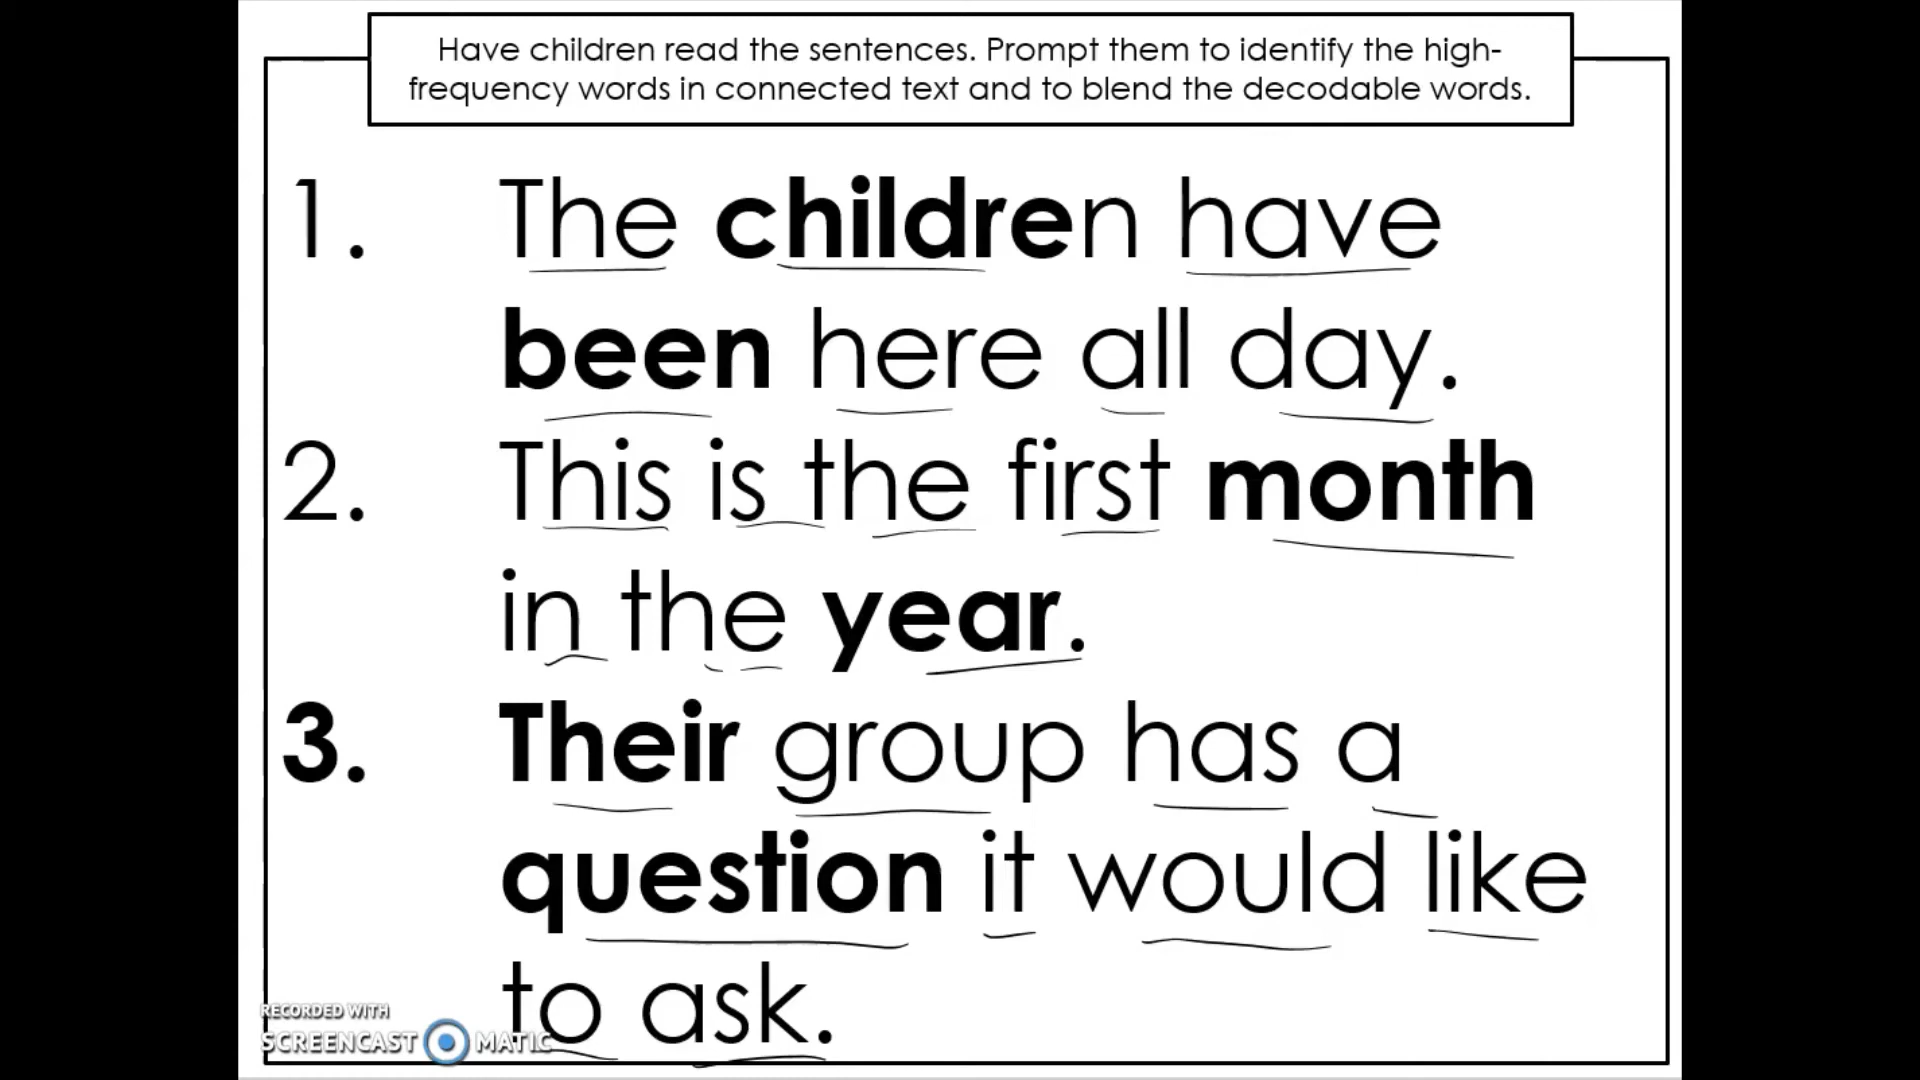 Have children read the sentences. Prompt them to identify the high-
frequency words in connected text and to blend the decodable words.
1. The children have
been here all day.
2. This is the first month
in the year.
3. Their group has a
question it would like
to ask.
RECORDED WITH
SCREENCAST MATIC